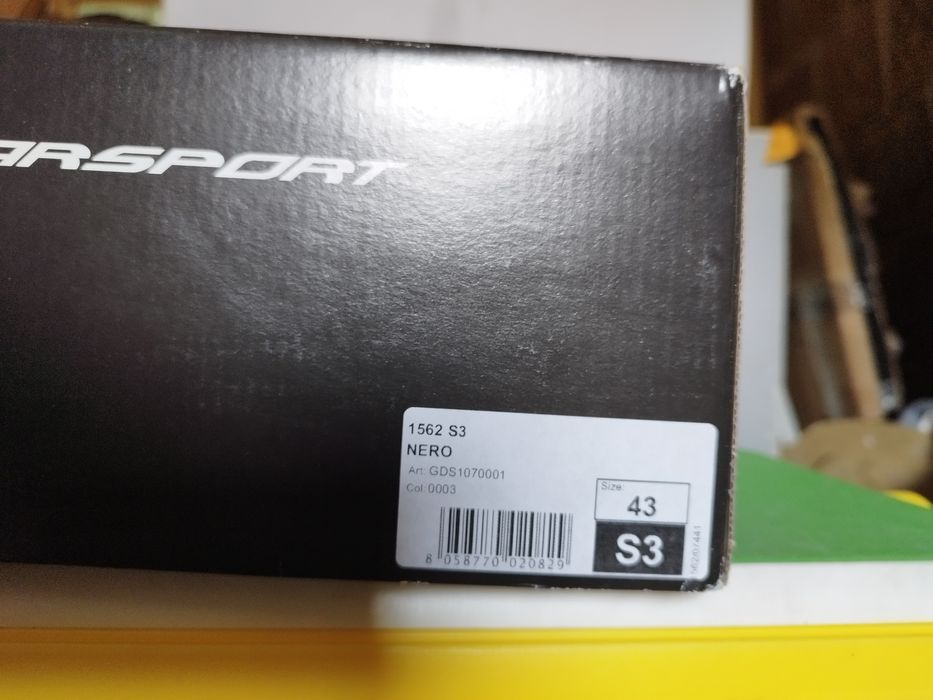 ARSPORT
1562 S3
NERO
Art: GDS1070001
Col: 0003
Size:
43
S3
8 058770 020829